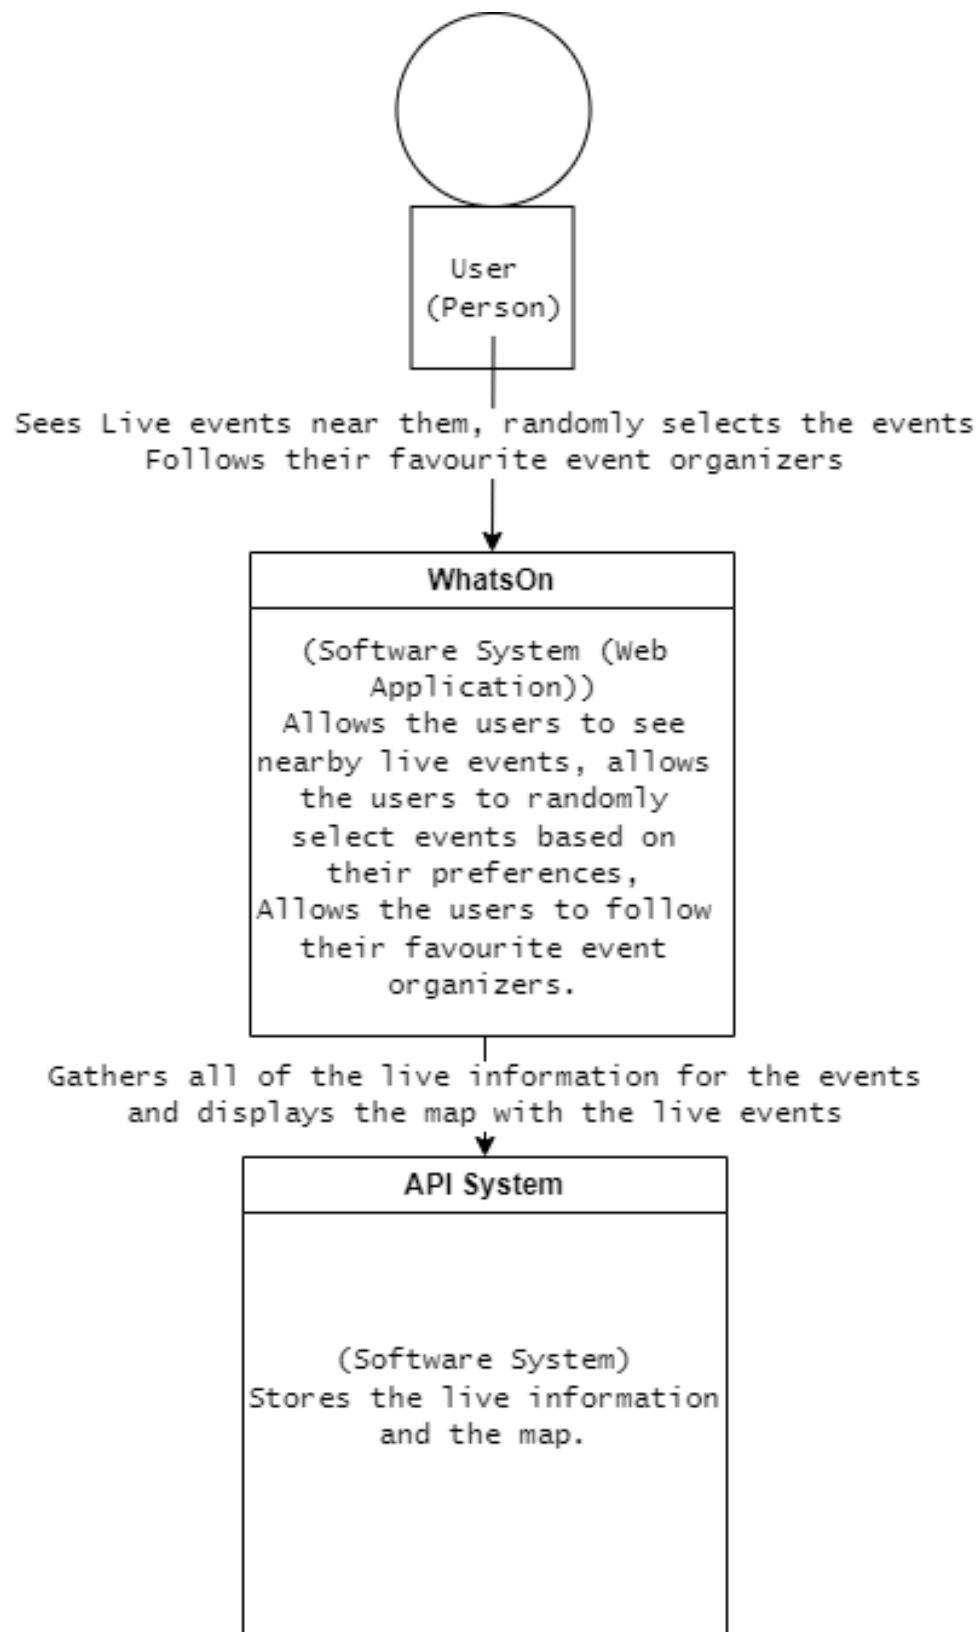 User
(Person)
Sees Live events near them, randomly selects the events
Follows their favourite event organizers
WhatsOn
(Software System (Web
Application))
Allows the users to see
nearby live events, allows
the users to randomly
select events based on
their preferences,
Allows the users to follow
their favourite event
organizers.
Gathers all of the live information for the events
and displays the map with the live events
API System
(Software System)
Stores the live information
and the map.